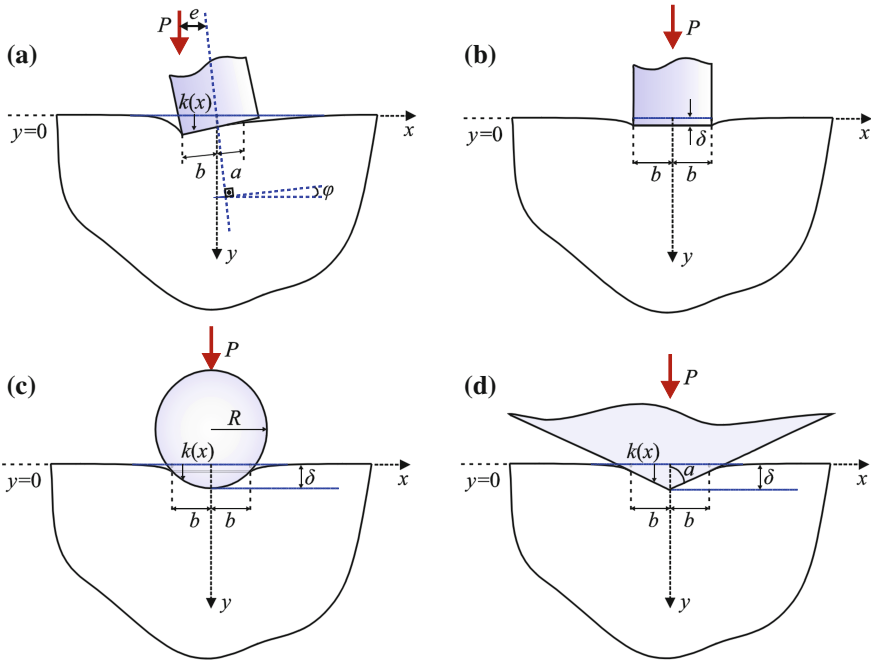 (a)
P
e
k(x)
y=0
x
b
a
φ
y
(b)
P
y=0
x
δ
b
b
y
(c)
P
R
k(x)
y=0
x
δ
b
b
y
(d)
P
k(x)
a
y=0
x
δ
b
b
y